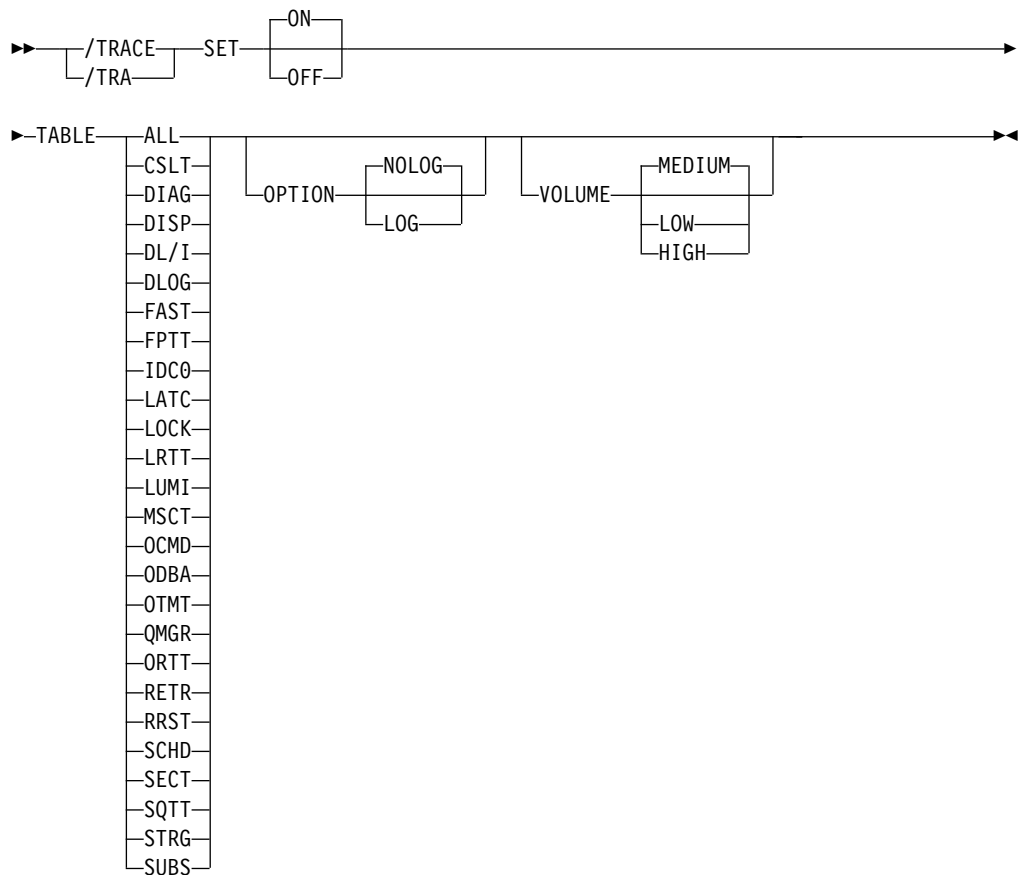 ON
/TRACE SET
/TRA OFF
TABLE ALL
CSLT NOLOG MEDIUM
DIAG OPTION VOLUME
DISP LOG LOW
DL/I HIGH
DLOG
FAST
FPTT
IDC0
LATC
LOCK
LRTT
LUMI
MSCT
OCMD
ODBA
OTMT
QMGR
ORTT
RETR
RRST
SCHD
SECT
SQTT
STRG
SUBS